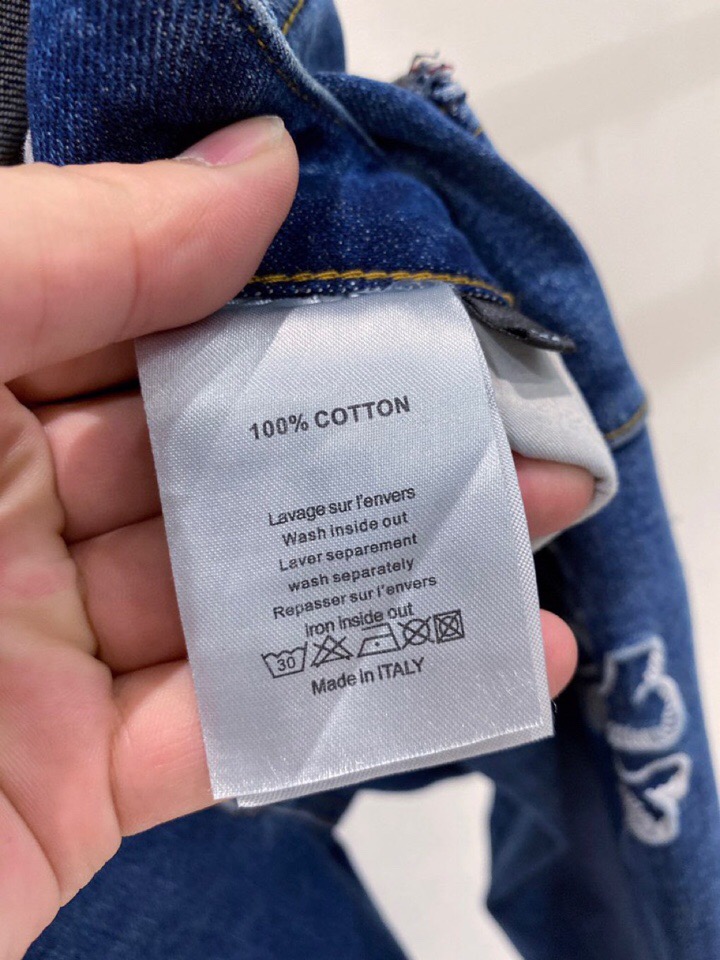 100% COTTON
Lavage sur l'envers
Wash inside out
Laver separement
wash separately
Repasser sur l'envers
iron inside out
30
Made in ITALY